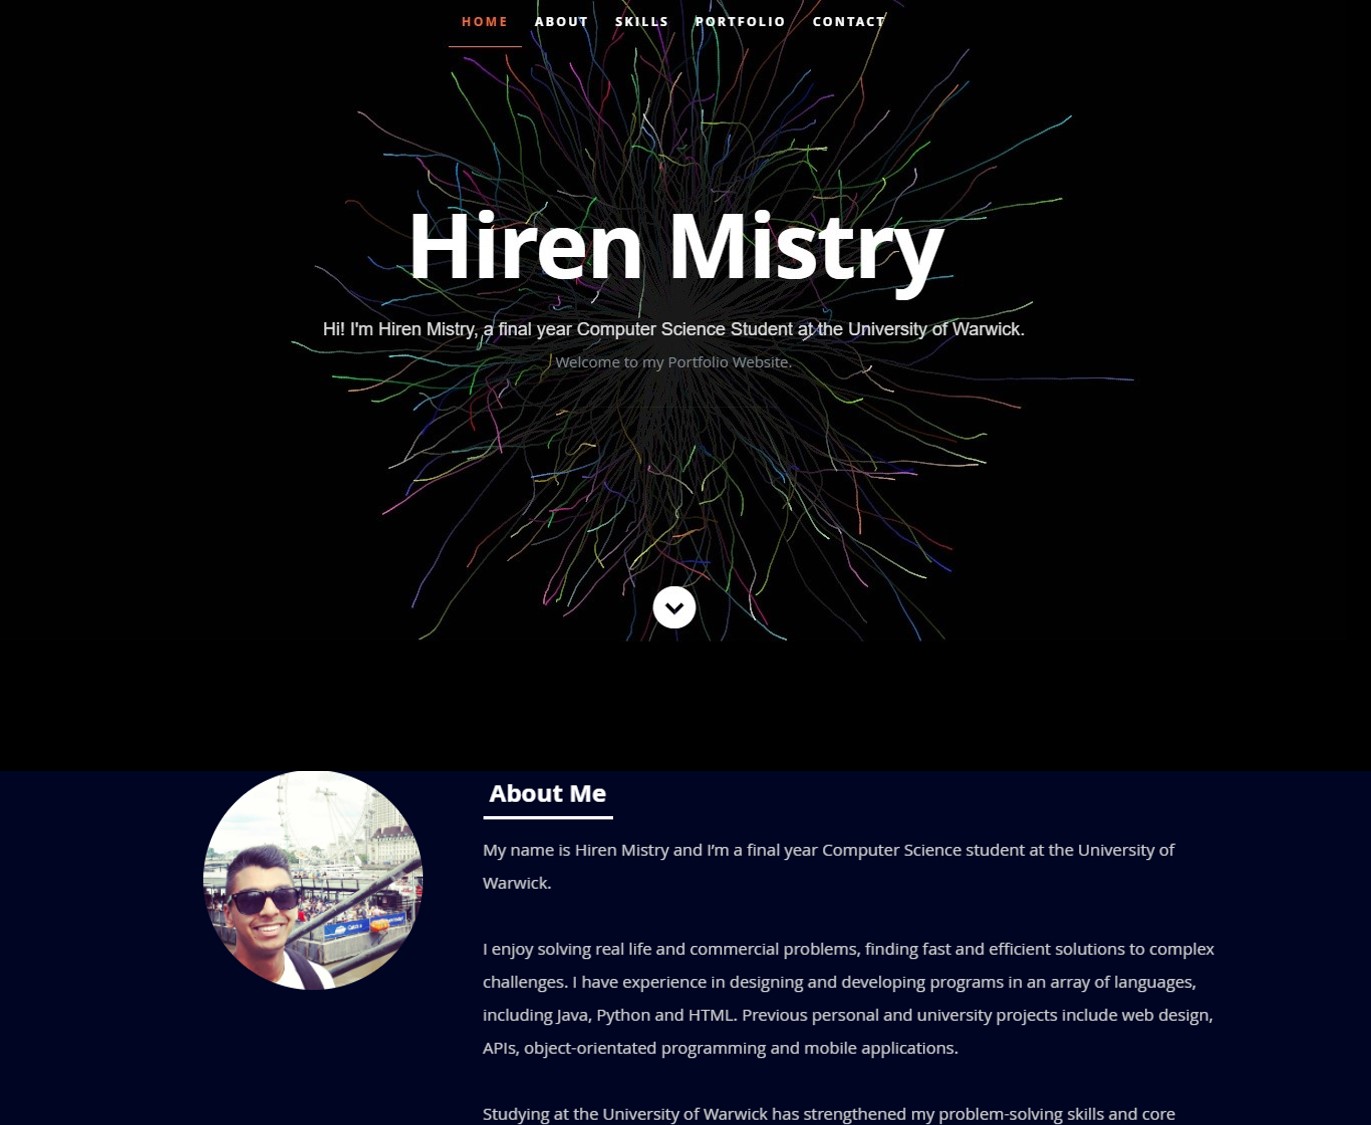 HOME ABOUT SKILLS PORTFOLIO CONTACT
Hiren Mistry
Hi! I'm Hiren Mistry, a final year Computer Science Student at the University of Warwick.
Welcome to my Portfolio Website.
About Me
My name is Hiren Mistry and I'm a final year Computer Science student at the University of
Warwick.
I enjoy solving real life and commercial problems, finding fast and efficient solutions to complex
challenges. I have experience in designing and developing programs in an array of languages,
including Java, Python and HTML. Previous personal and university projects include web design,
APIs, object-orientated programming and mobile applications.
Studying at the University of Warwick has strengthened my problem-solving skills and core